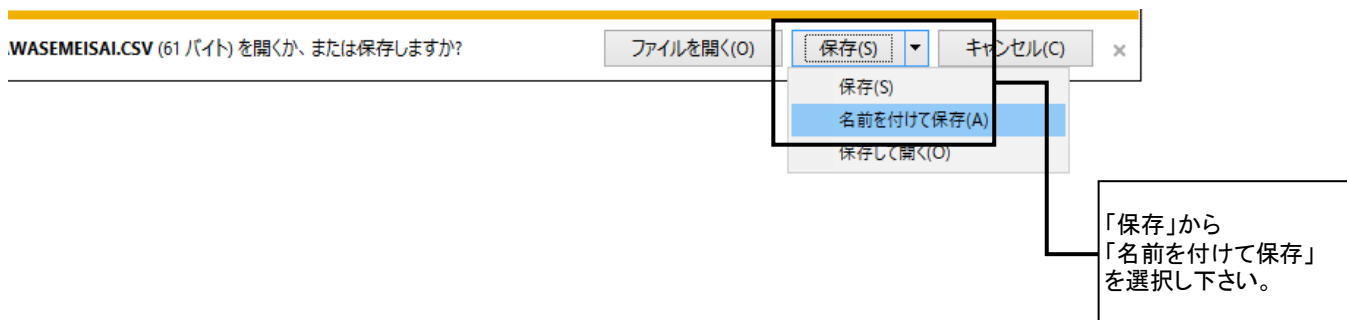 .WASEMEISAI.CSV (61 バイト) を開くか、または保存しますか?
ファイルを開く(O)
保存(S)
キャンセル(C)
×
保存(S)
名前を付けて保存(A)
保存して開く(O)
「保存」から
「名前を付けて保存」
を選択し下さい。